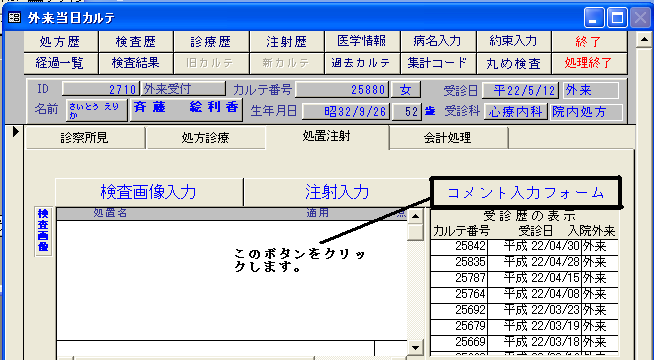 外来当日カルテ
処方歴 検査歴 診療歴 注射歴 医学情報 病名入力 約束入力 終了
経過一覧 検査結果 旧カルテ 新カルテ 過去カルテ 集計コード 丸め検査 処理終了
ID 2710 外来受付 カルテ番号 25880 女 受診日 平22/5/12 外来
名前 さいとう えりか 斉藤 絵利香 生年月日 昭32/9/26 52 歳 受診科 心療内科 院内処方
診察所見 処方診療 処置注射 会計処理
検査画像入力 注射入力 コメント入力フォーム
検査画像
処置名 適用 点
このボタンをクリッ
クします。
受診歴の表示
カルテ番号 受診日 入院外来
25842 平成 22/04/30 外来
25835 平成 22/04/28 外来
25787 平成 22/04/15 外来
25764 平成 22/04/08 外来
25692 平成 22/03/23 外来
25679 平成 22/03/19 外来
25669 平成 22/03/18 外来